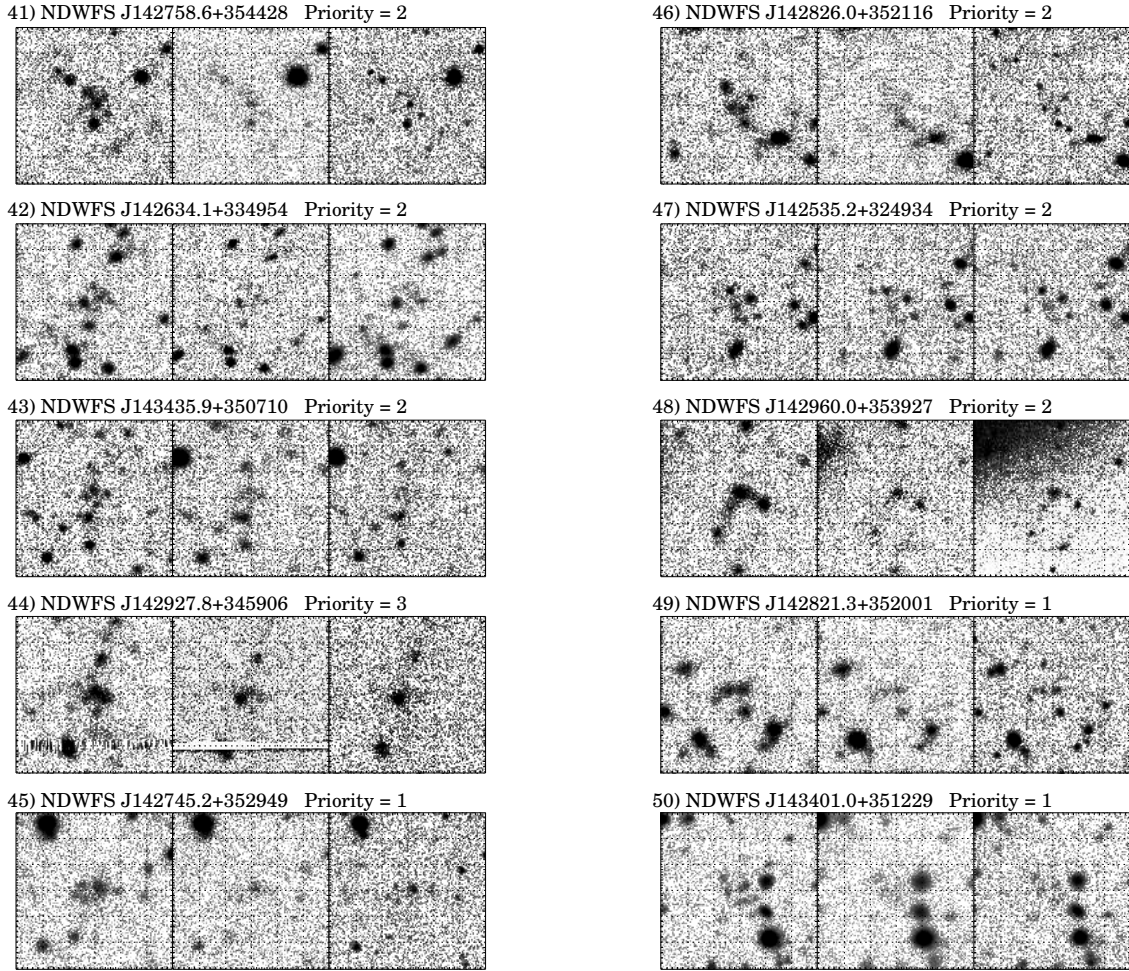 41) NDWFS J142758.6+354428 Priority = 2
42) NDWFS J142634.1+334954 Priority = 2
43) NDWFS J143435.9+350710 Priority = 2
44) NDWFS J142927.8+345906 Priority = 3
45) NDWFS J142745.2+352949 Priority = 1
46) NDWFS J142826.0+352116 Priority = 2
47) NDWFS J142535.2+324934 Priority = 2
48) NDWFS J142960.0+353927 Priority = 2
49) NDWFS J142821.3+352001 Priority = 1
50) NDWFS J143401.0+351229 Priority = 1